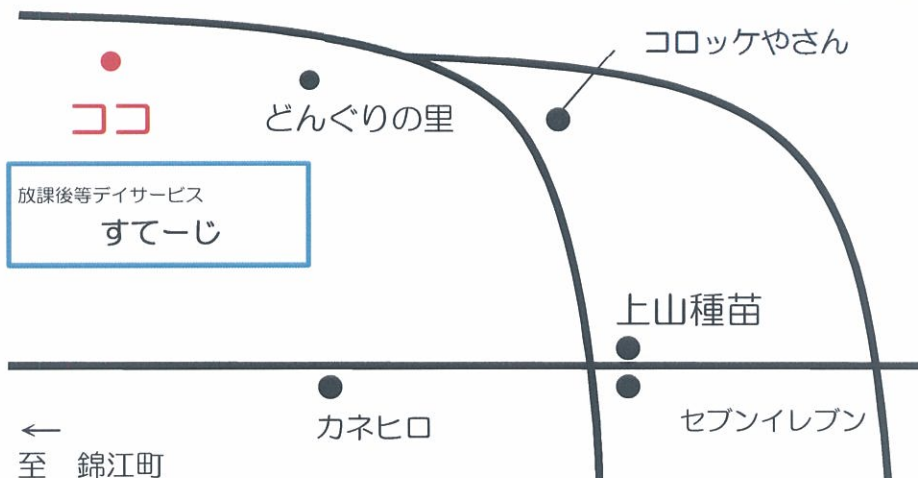 コロッケやさん
ココ
どんぐりの里
放課後等デイサービス
すてーじ
上山種苗
カネヒロ
セブンイレブン
←
至 錦江町